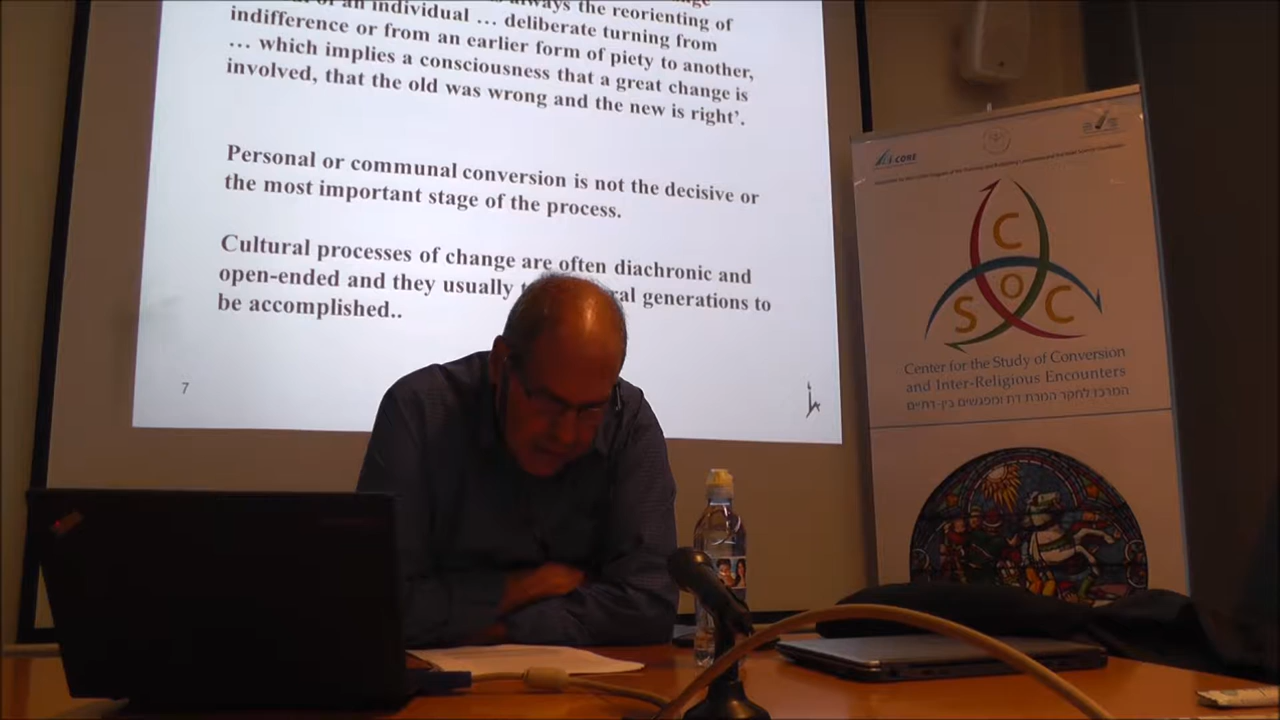 always the reorienting of
an individual … deliberate turning from
indifference or from an earlier form of piety to another,
… which implies a consciousness that a great change is
involved, that the old was wrong and the new is right’.
Personal or communal conversion is not the decisive or
the most important stage of the process.
Cultural processes of change are often diachronic and
open-ended and they usually generations to
be accomplished..
7
I CORE
C
O
S C
Center for the Study of Conversion
and Inter-Religious Encounters
המרכז לחקר המרת דת ומפגשים בין-דתיים